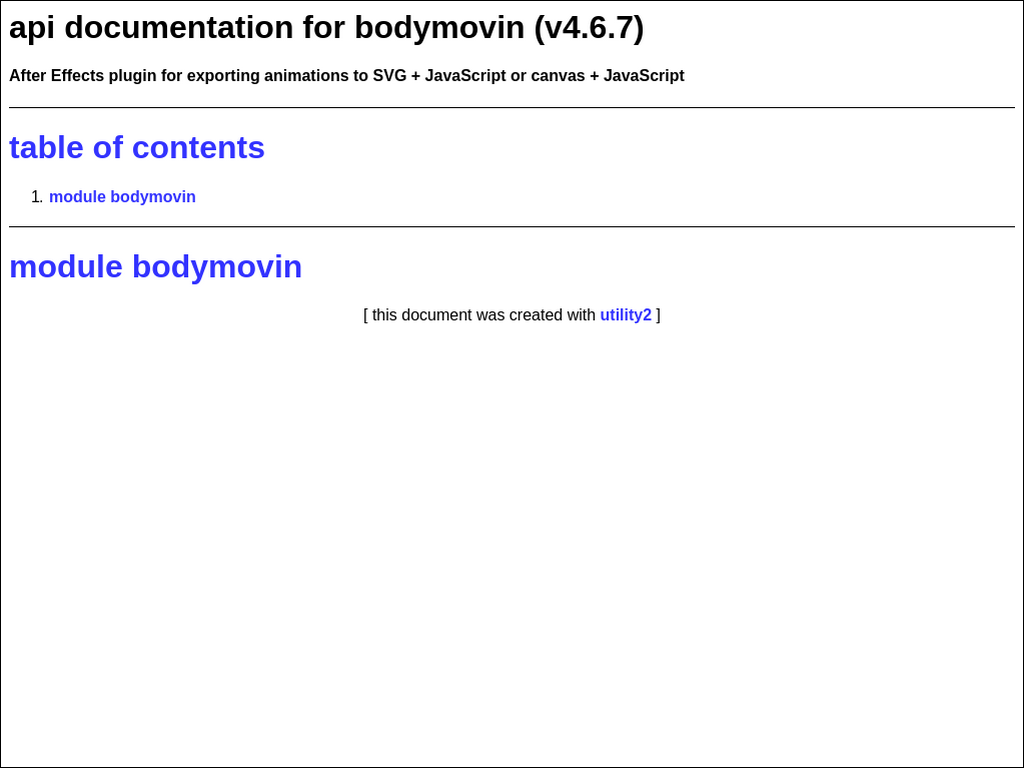 api documentation for bodymovin (v4.6.7)
After Effects plugin for exporting animations to SVG + JavaScript or canvas + JavaScript
table of contents
1. module bodymovin
module bodymovin
[ this document was created with utility2 ]